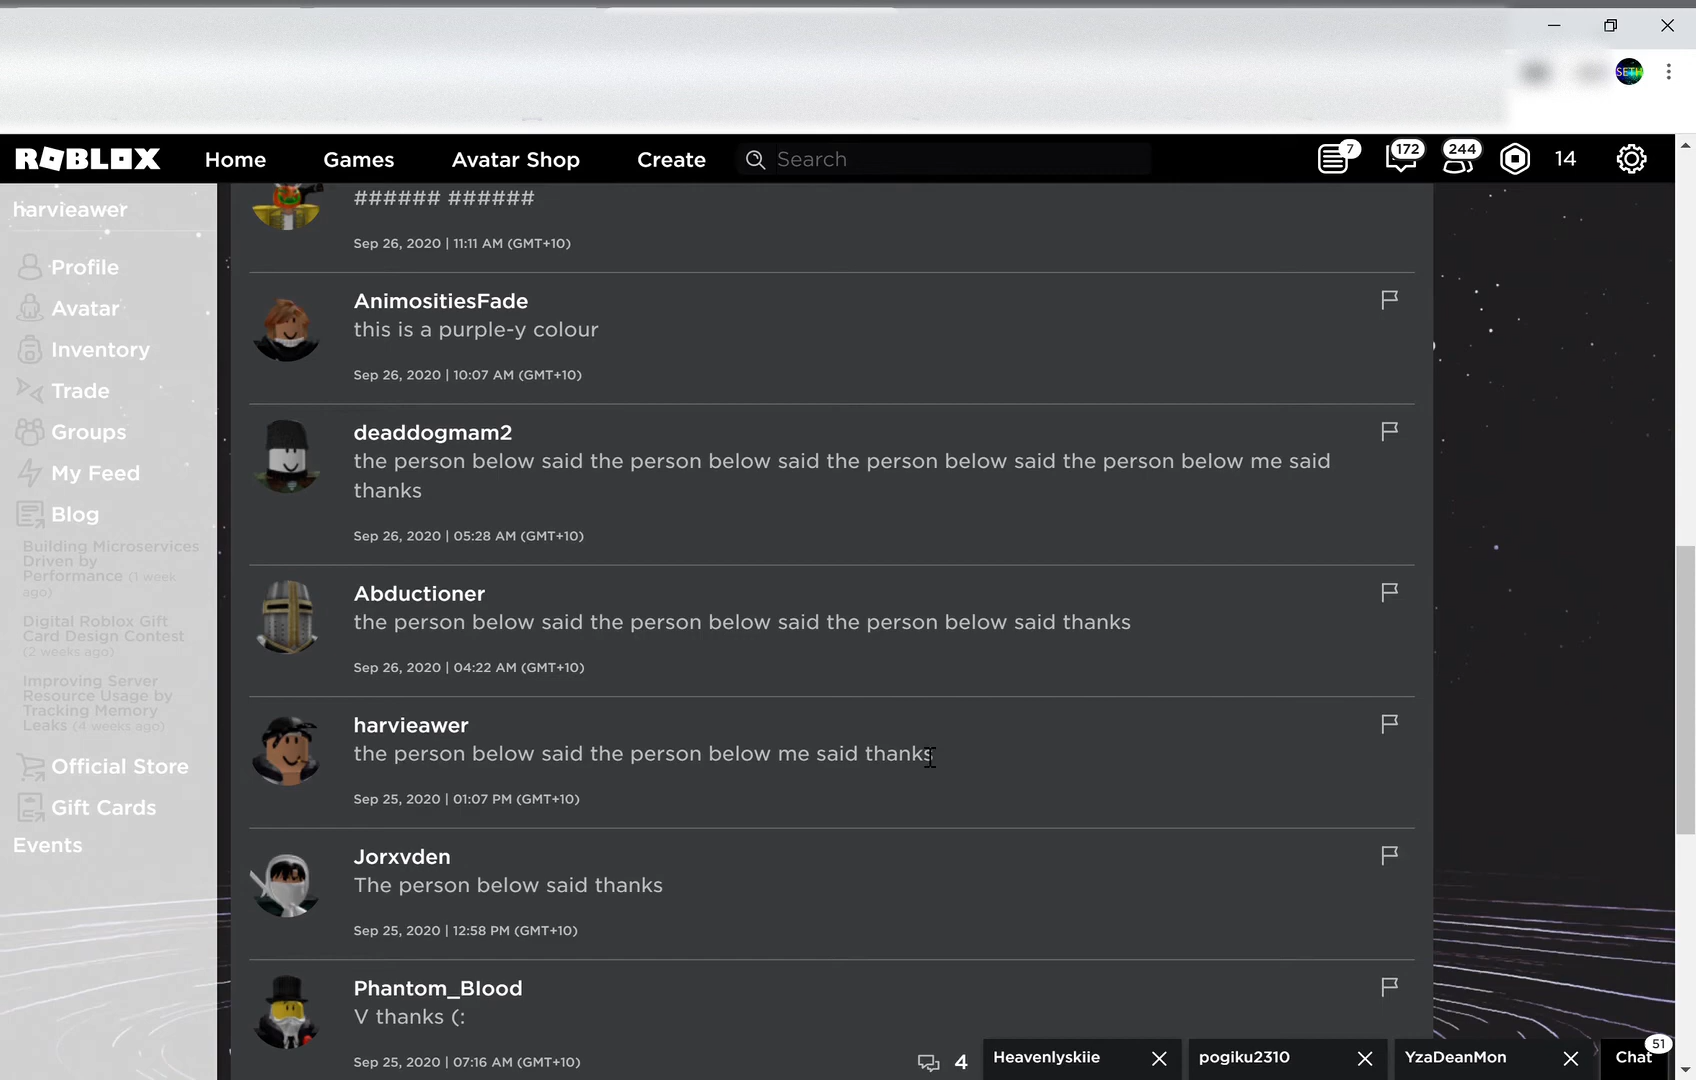 SETH
ROBLOX Home Games Avatar Shop Create Search 7 172 244 14
harvieawer
Profile
Avatar
Inventory
Trade
Groups
My Feed
Blog
Building Microservices
Driven by
Performance (1 week
ago)
Digital Roblox Gift
Card Design Contest
(2 weeks ago)
Improving Server
Resource Usage by
Tracking Memory
Leaks (4 weeks ago)
Official Store
Gift Cards
Events
###### ######
Sep 26, 2020 | 11:11 AM (GMT+10)
AnimositiesFade
this is a purple-y colour
Sep 26, 2020 | 10:07 AM (GMT+10)
deaddogmam2
the person below said the person below said the person below said the person below me said
thanks
Sep 26, 2020 | 05:28 AM (GMT+10)
Abductioner
the person below said the person below said the person below said thanks
Sep 26, 2020 | 04:22 AM (GMT+10)
harvieawer
the person below said the person below me said thanks
Sep 25, 2020 | 01:07 PM (GMT+10)
Jorxvden
The person below said thanks
Sep 25, 2020 | 12:58 PM (GMT+10)
Phantom_Blood
V thanks (:
Sep 25, 2020 | 07:16 AM (GMT+10)
4 Heavenlyskiie pogiku2310 YzaDeanMon Chat 51